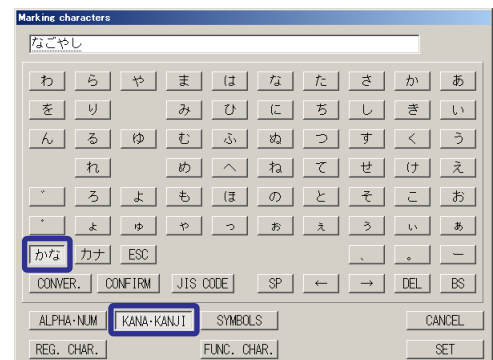 Marking characters
なごやし
わ ら や ま は な た さ か あ
を り み ひ に ち し き い
ん る ゆ む ふ ぬ つ す く う
れ め へ ね て せ け え
゛ ろ よ も ほ の と そ こ お
゜ ょ ゅ ゃ っ ぉ ぇ ぅ ぃ ぁ
かな カナ ESC 、 。 ー
CONVER. CONFIRM JIS CODE SP ← → DEL BS
ALPHA・NUM KANA・KANJI SYMBOLS CANCEL
REG. CHAR. FUNC. CHAR. SET